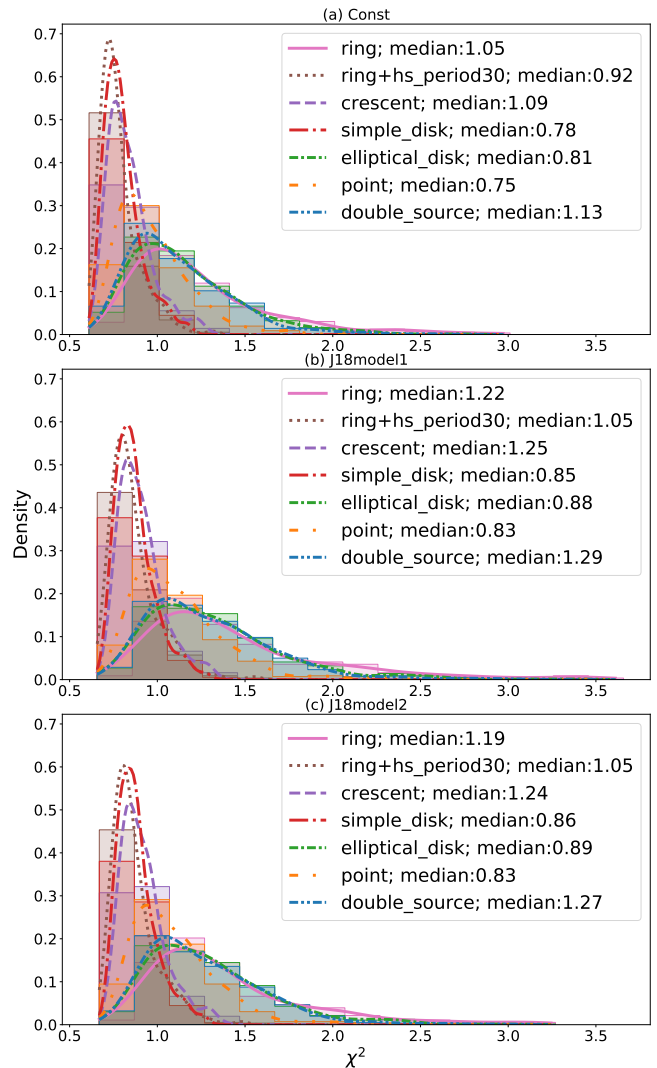 (a) Const
0.7
0.6
0.5
0.4
0.3
0.2
0.1
0.0
ring; median:1.05
ring+hs_period30; median:0.92
crescent; median:1.09
simple_disk; median:0.78
elliptical_disk; median:0.81
point; median:0.75
double_source; median:1.13
0.5 1.0 1.5 2.0 2.5 3.0 3.5
(b) J18model1
0.7
0.6
0.5
0.4
0.3
0.2
0.1
0.0
Density
ring; median:1.22
ring+hs_period30; median:1.05
crescent; median:1.25
simple_disk; median:0.85
elliptical_disk; median:0.88
point; median:0.83
double_source; median:1.29
0.5 1.0 1.5 2.0 2.5 3.0 3.5
(c) J18model2
0.7
0.6
0.5
0.4
0.3
0.2
0.1
0.0
ring; median:1.19
ring+hs_period30; median:1.05
crescent; median:1.24
simple_disk; median:0.86
elliptical_disk; median:0.89
point; median:0.83
double_source; median:1.27
0.5 1.0 1.5 2.0 2.5 3.0 3.5
χ²